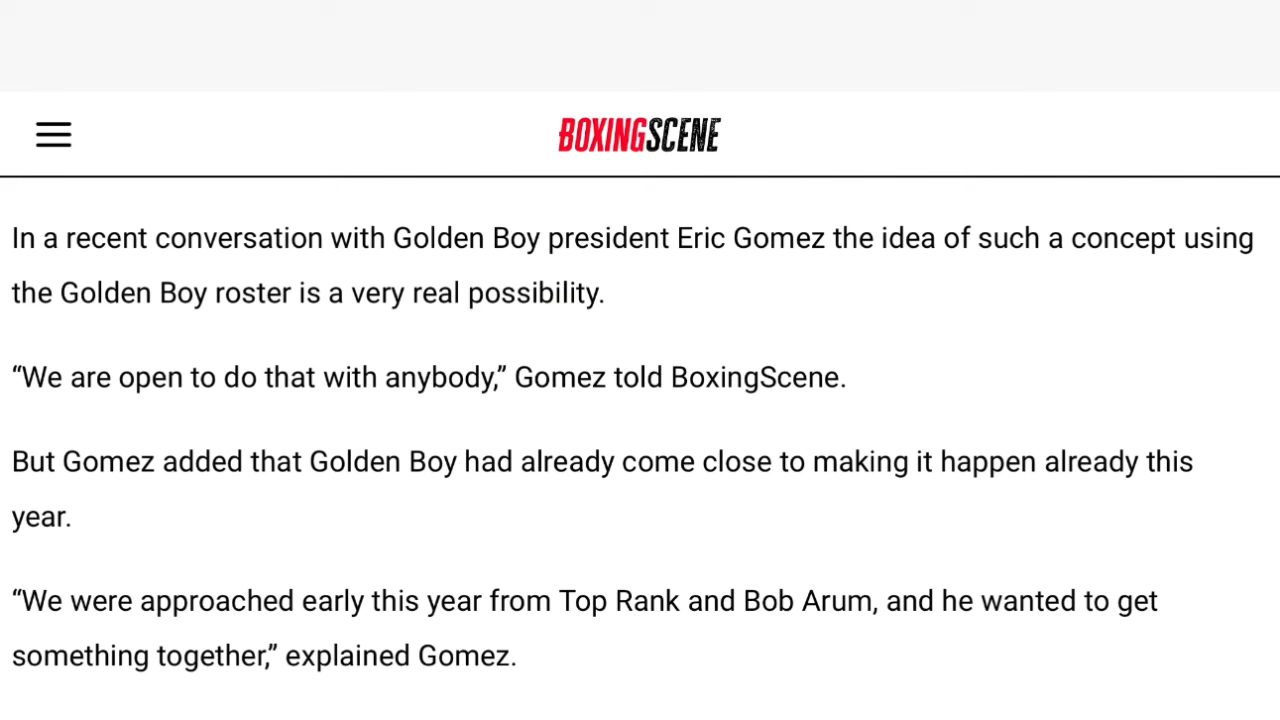 BOXINGSCENE
In a recent conversation with Golden Boy president Eric Gomez the idea of such a concept using
the Golden Boy roster is a very real possibility.
“We are open to do that with anybody,” Gomez told BoxingScene.
But Gomez added that Golden Boy had already come close to making it happen already this
year.
“We were approached early this year from Top Rank and Bob Arum, and he wanted to get
something together,” explained Gomez.